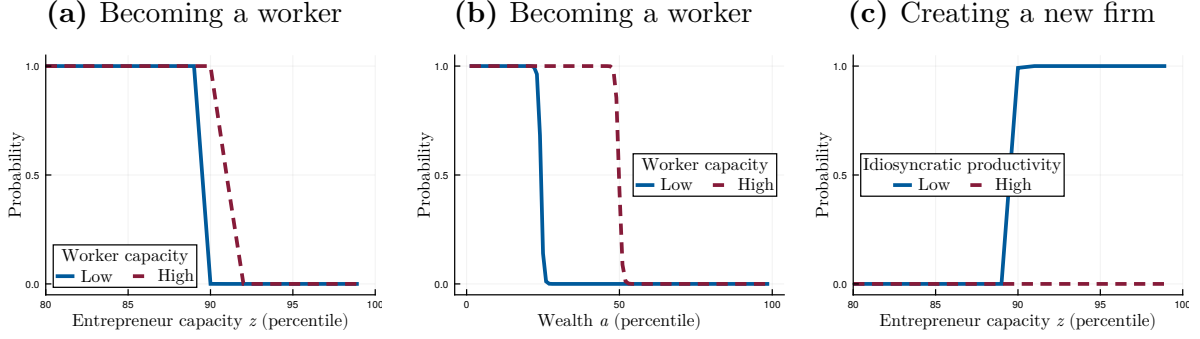 (a) Becoming a worker
1.0
0.5
0.0
Probability
Worker capacity
Low High
80 85 90 95 100
Entrepreneur capacity z (percentile)
(b) Becoming a worker
1.0
0.5
0.0
Probability
Worker capacity
Low High
0 50 100
Wealth a (percentile)
(c) Creating a new firm
1.0
0.5
0.0
Probability
Idiosyncratic productivity
Low High
80 85 90 95 100
Entrepreneur capacity z (percentile)